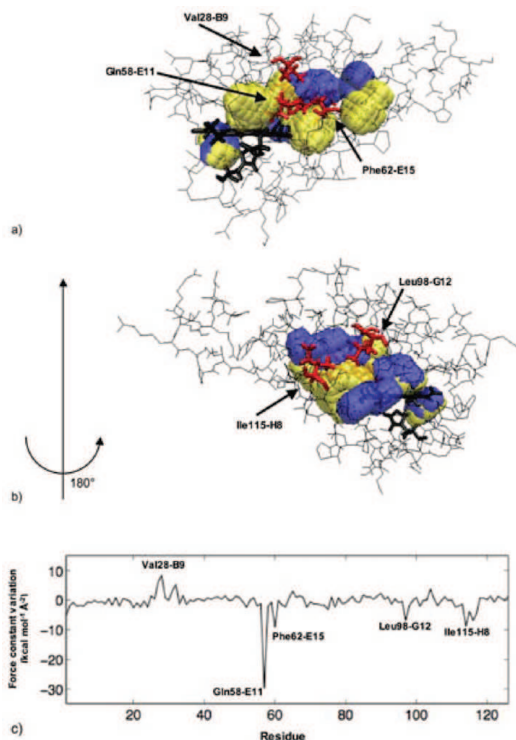 Val28-B9
Gln58-E11
Phe62-E15
a)
Leu98-G12
Ile115-H8
180°
b)
Force constant variation
(kcal mol⁻¹ Å⁻²)
10
0
−10
−20
−30
Val28-B9
Phe62-E15
Leu98-G12
Ile115-H8
Gln58-E11
20
40
60
80
100
120
c)
Residue